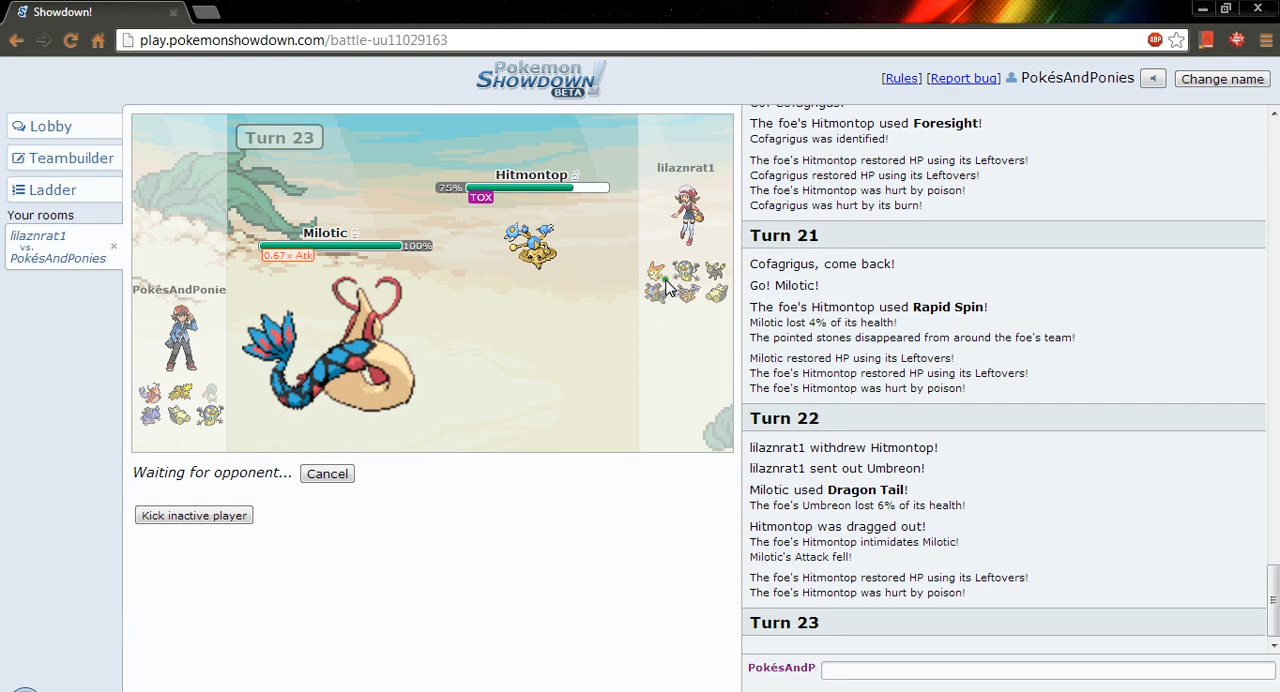 Showdown!
play.pokemonshowdown.com/battle-uu11029163
ABP
Pokemon
SHOWDOWN!
BETA
[Rules] [Report bug] PokésAndPonies
Change name
Lobby
Teambuilder
Ladder
Your rooms
lilaznrat1
vs.
PokésAndPonies
Turn 23
Hitmontop
75%
TOX
Milotic
100%
0.67× Atk
lilaznrat1
PokésAndPonie
Waiting for opponent... Cancel
Kick inactive player
Go! Cofagrigus!
The foe's Hitmontop used Foresight!
Cofagrigus was identified!
The foe's Hitmontop restored HP using its Leftovers!
Cofagrigus restored HP using its Leftovers!
The foe's Hitmontop was hurt by poison!
Cofagrigus was hurt by its burn!
Turn 21
Cofagrigus, come back!
Go! Milotic!
The foe's Hitmontop used Rapid Spin!
Milotic lost 4% of its health!
The pointed stones disappeared from around the foe's team!
Milotic restored HP using its Leftovers!
The foe's Hitmontop restored HP using its Leftovers!
The foe's Hitmontop was hurt by poison!
Turn 22
lilaznrat1 withdrew Hitmontop!
lilaznrat1 sent out Umbreon!
Milotic used Dragon Tail!
The foe's Umbreon lost 6% of its health!
Hitmontop was dragged out!
The foe's Hitmontop intimidates Milotic!
Milotic's Attack fell!
The foe's Hitmontop restored HP using its Leftovers!
The foe's Hitmontop was hurt by poison!
Turn 23
PokésAndP